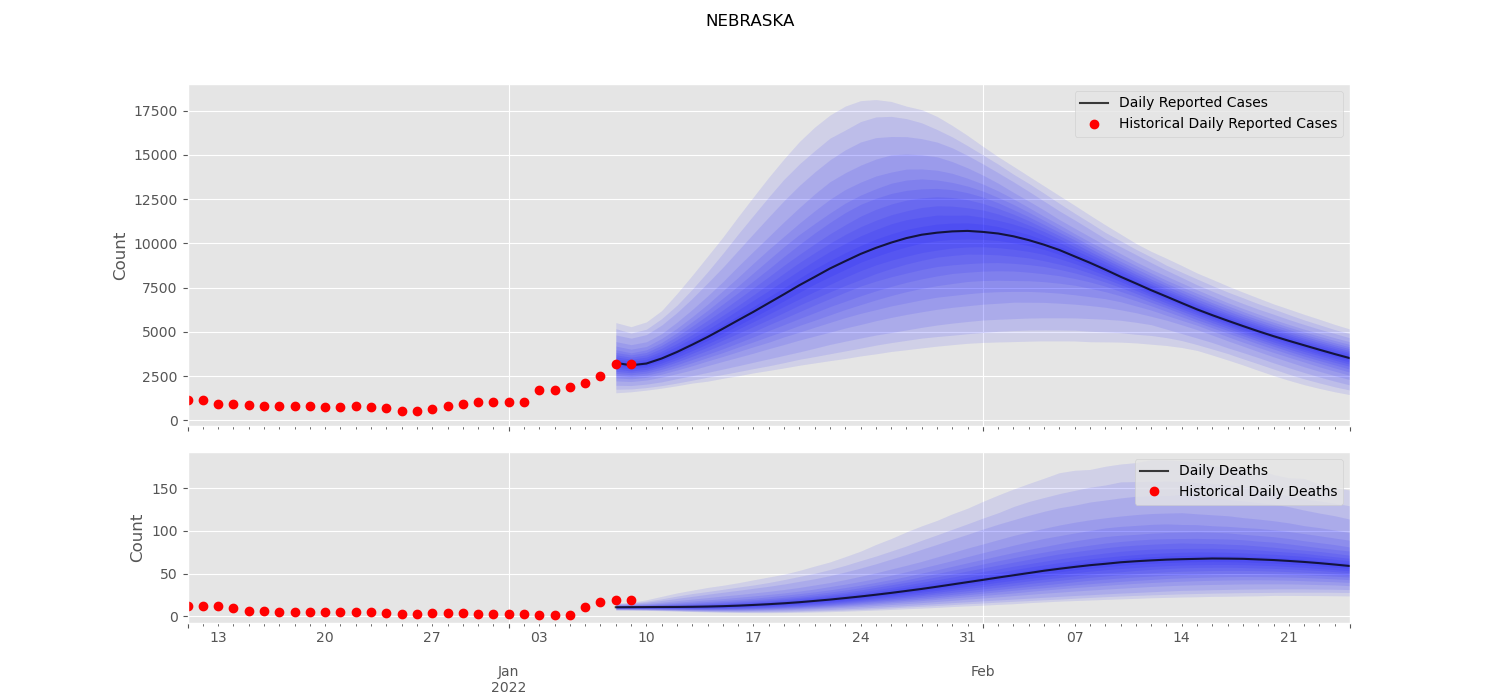 NEBRASKA
17500
15000
12500
10000
7500
5000
2500
0
Count
Daily Reported Cases
Historical Daily Reported Cases
150
100
50
0
Count
Daily Deaths
Historical Daily Deaths
13 20 27 03 10 17 24 31 07 14 21
Jan Feb
2022